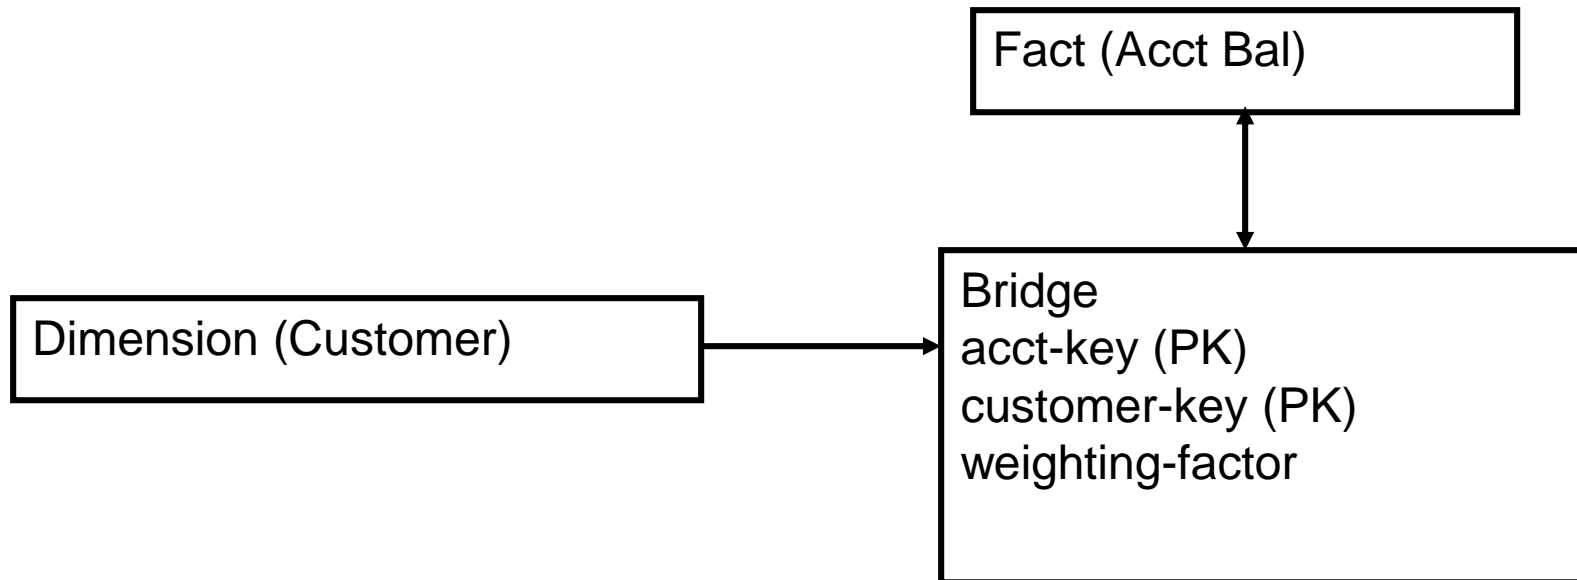 Fact (Acct Bal)
Dimension (Customer)
Bridge
acct-key (PK)
customer-key (PK)
weighting-factor